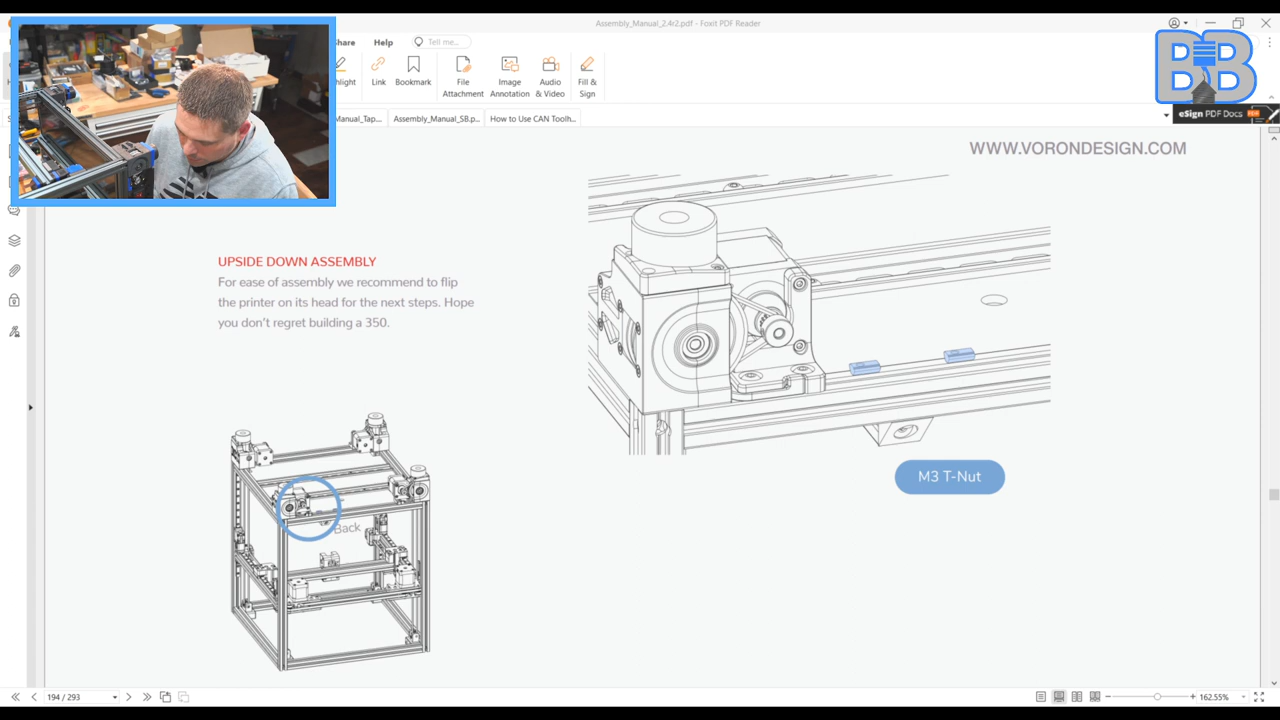 Assembly_Manual_2.4r2.pdf - Foxit PDF Reader
Share Help Tell me...
Link Bookmark File Attachment Image Annotation Audio & Video Fill & Sign
Manual_Tap... Assembly_Manual_SB.p... How to Use CAN Toolh...
eSign PDF Docs
BB
WWW.VORONDESIGN.COM
UPSIDE DOWN ASSEMBLY
For ease of assembly we recommend to flip
the printer on its head for the next steps. Hope
you don't regret building a 350.
M3 T-Nut
Back
194 / 293
162.55%